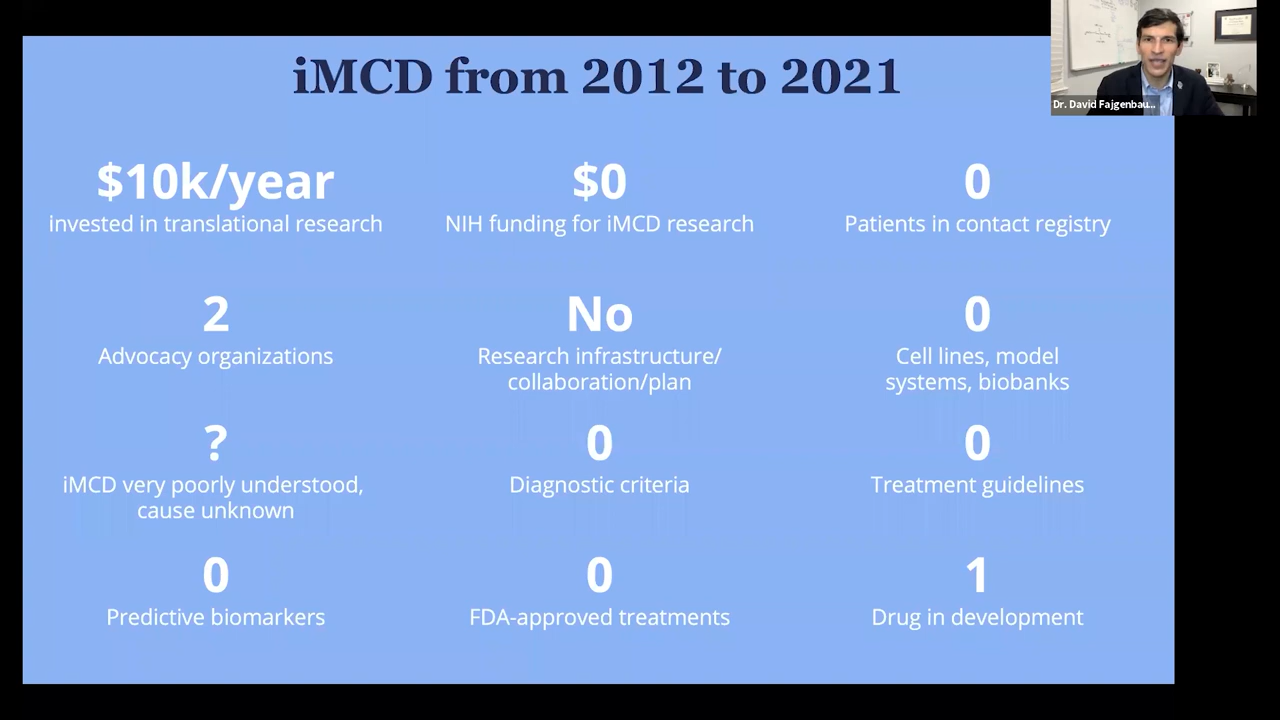 iMCD from 2012 to 2021
Dr. David Fajgenbau...
$10k/year
invested in translational research
$0
NIH funding for iMCD research
0
Patients in contact registry
2
Advocacy organizations
No
Research infrastructure/
collaboration/plan
0
Cell lines, model
systems, biobanks
?
iMCD very poorly understood,
cause unknown
0
Diagnostic criteria
0
Treatment guidelines
0
Predictive biomarkers
0
FDA-approved treatments
1
Drug in development